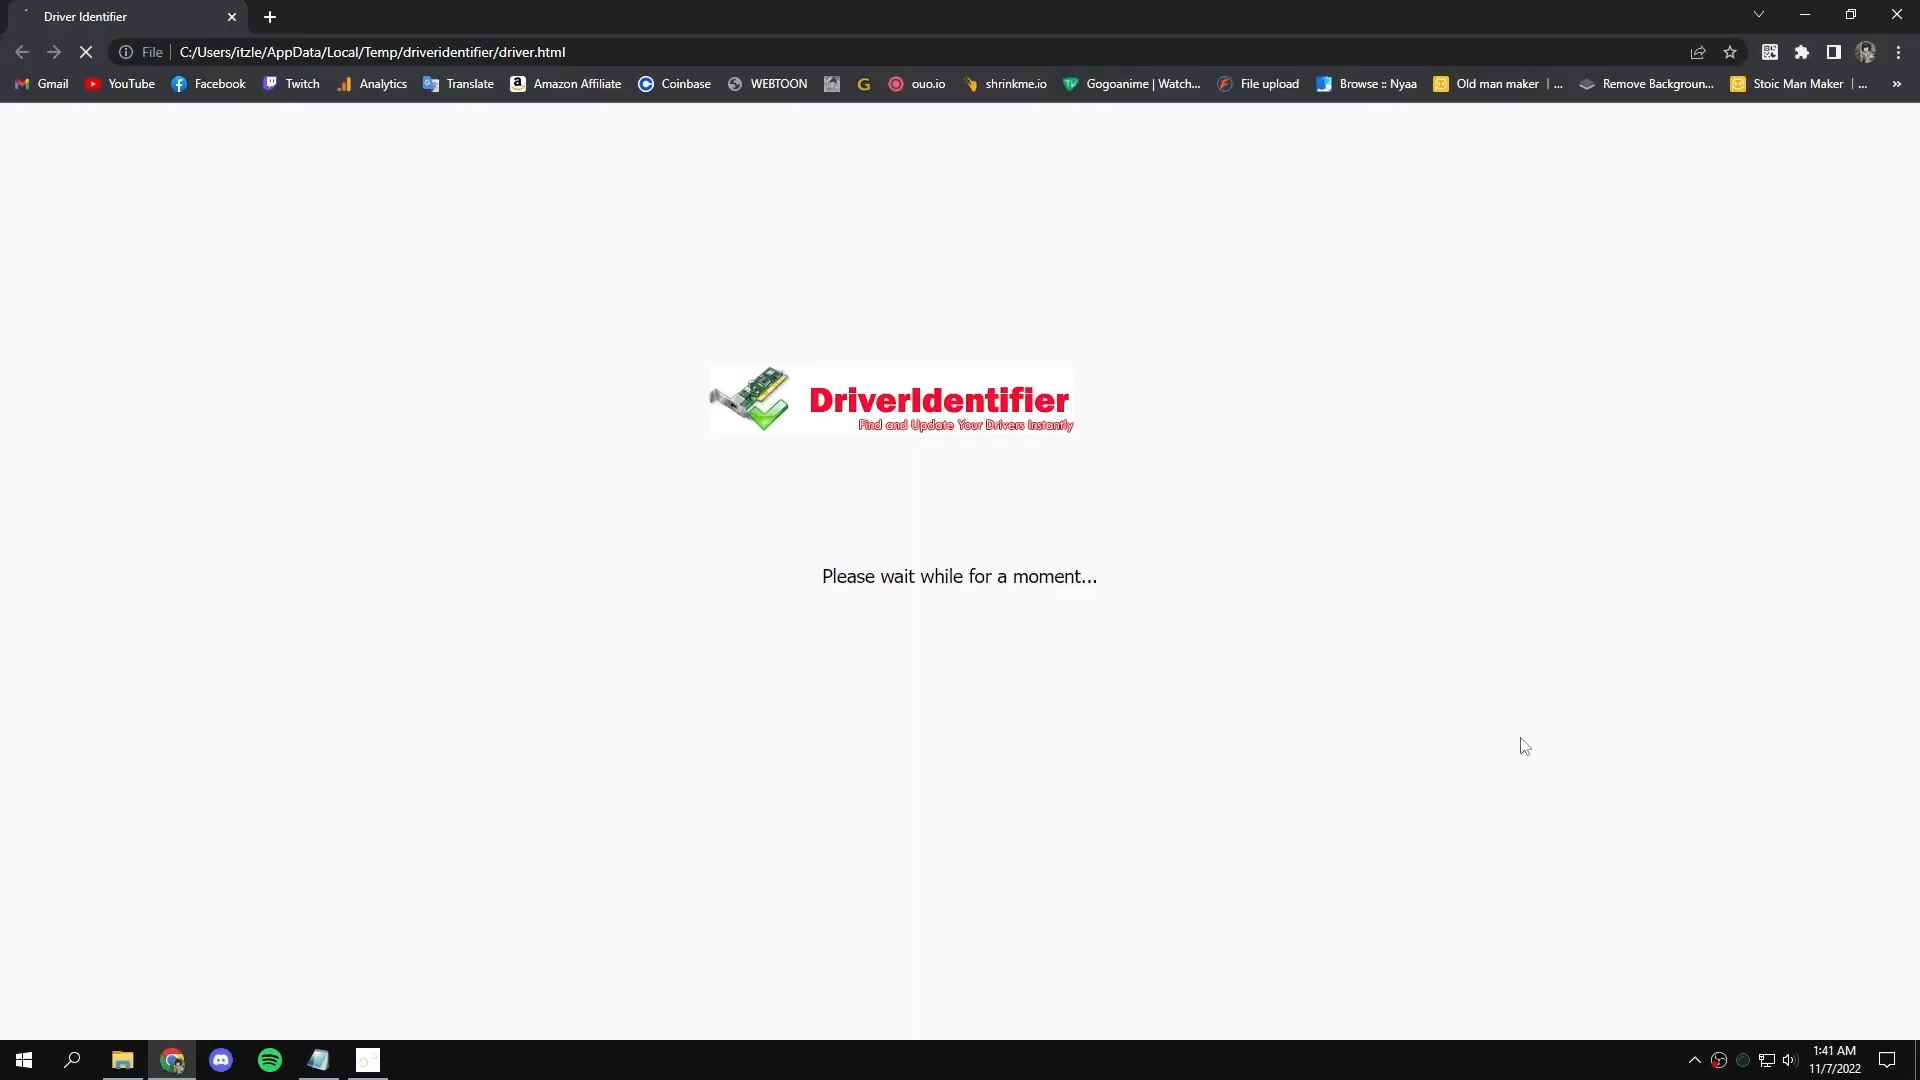 Driver Identifier
File
C:/Users/itzle/AppData/Local/Temp/driveridentifier/driver.html
Gmail
YouTube
Facebook
Twitch
Analytics
Translate
Amazon Affiliate
Coinbase
WEBTOON
G
ouo.io
shrinkme.io
Gogoanime | Watch...
File upload
Browse :: Nyaa
Old man maker | ...
Remove Backgroun...
Stoic Man Maker | ...
»
DriverIdentifier
Find and Update Your Drivers Instantly
Please wait while for a moment...
1:41 AM
11/7/2022